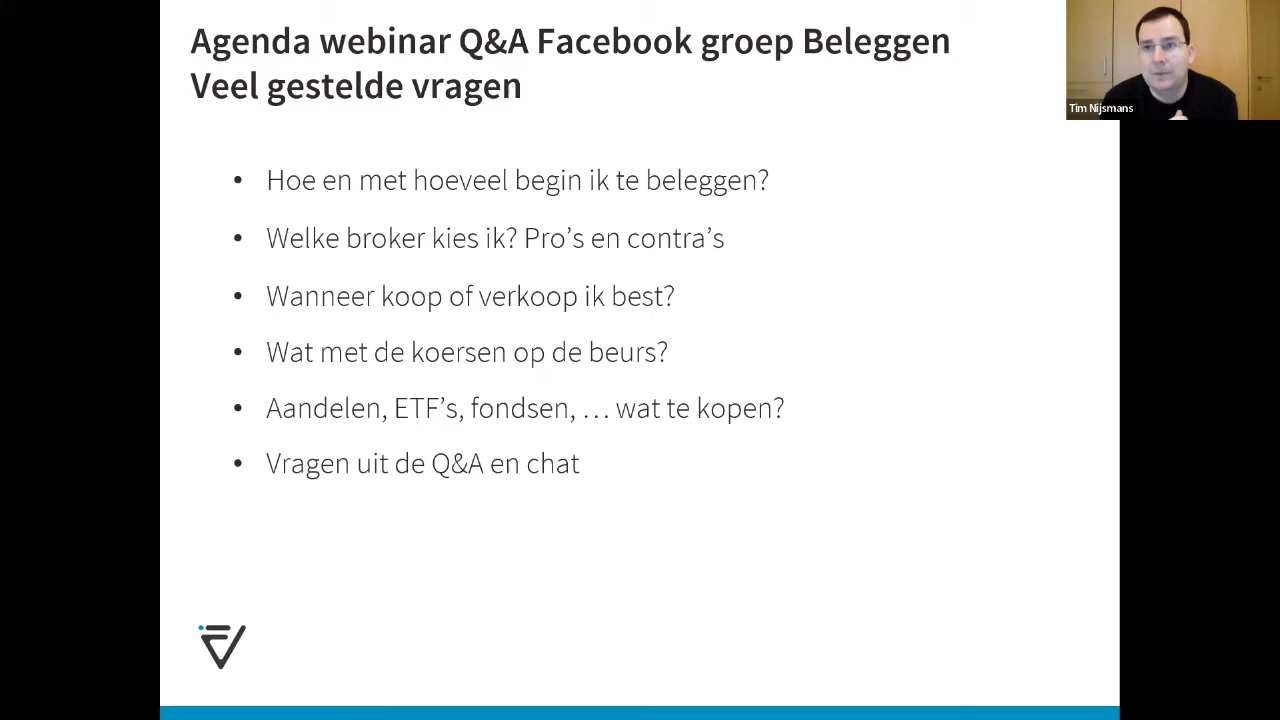 Agenda webinar Q&A Facebook groep Beleggen
Veel gestelde vragen
Tim Nijsmans
• Hoe en met hoeveel begin ik te beleggen?
• Welke broker kies ik? Pro’s en contra’s
• Wanneer koop of verkoop ik best?
• Wat met de koersen op de beurs?
• Aandelen, ETF’s, fondsen, … wat te kopen?
• Vragen uit de Q&A en chat